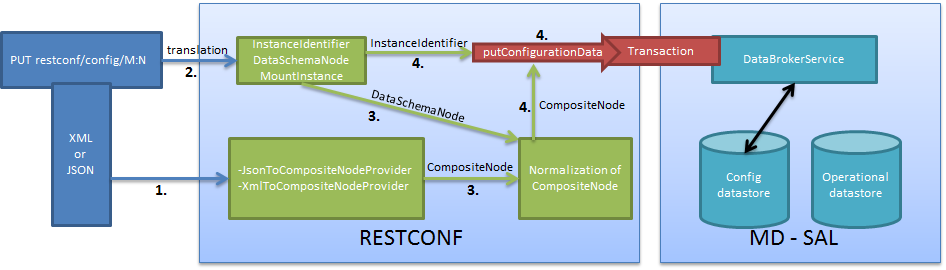 PUT restconf/config/M:N
XML
or
JSON
translation
2.
1.
InstanceIdentifier
DataSchemaNode
MountInstance
InstanceIdentifier
4.
DataSchemaNode
3.
-JsonToCompositeNodeProvider
-XmlToCompositeNodeProvider
CompositeNode
3.
Normalization of
CompositeNode
4.
CompositeNode
4.
putConfigurationData
Transaction
RESTCONF
DataBrokerService
Config
datastore
Operational
datastore
MD - SAL